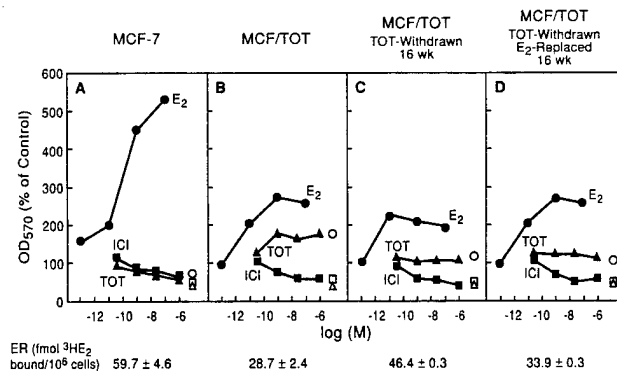 MCF-7
MCF/TOT
MCF/TOT
TOT-Withdrawn
16 wk
MCF/TOT
TOT-Withdrawn
E₂-Replaced
16 wk
OD₅₇₀ (% of Control)
600
500
400
300
200
100
0
A
E₂
ICI
TOT
B
E₂
TOT
ICI
C
E₂
TOT
ICI
D
E₂
TOT
ICI
-12 -10 -8 -6
-12 -10 -8 -6
-12 -10 -8 -6
-12 -10 -8 -6
log (M)
ER (fmol ³HE₂
bound/10⁶ cells) 59.7 ± 4.6 28.7 ± 2.4 46.4 ± 0.3 33.9 ± 0.3